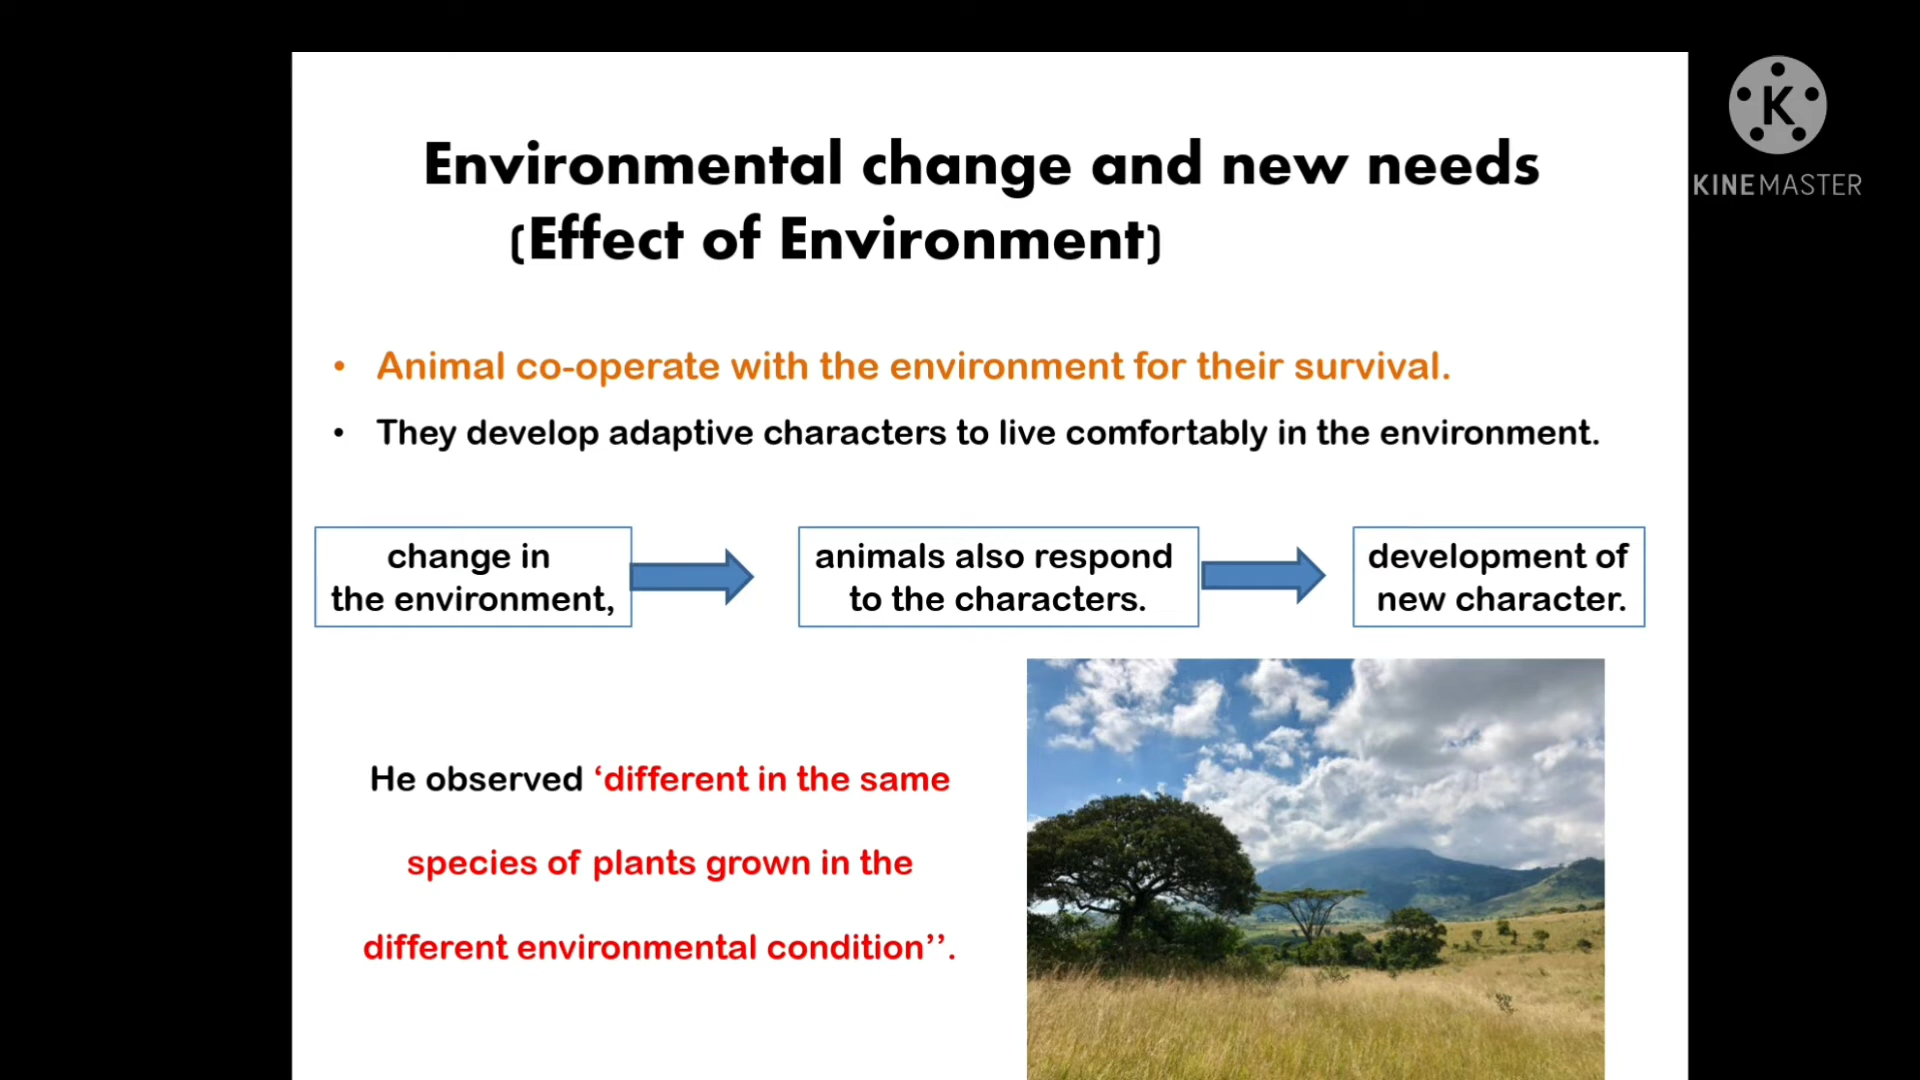 Environmental change and new needs
(Effect of Environment)
• Animal co-operate with the environment for their survival.
• They develop adaptive characters to live comfortably in the environment.
change in
the environment,
animals also respond
to the characters.
development of
new character.
He observed ‘different in the same
species of plants grown in the
different environmental condition’’.
K
KINEMASTER